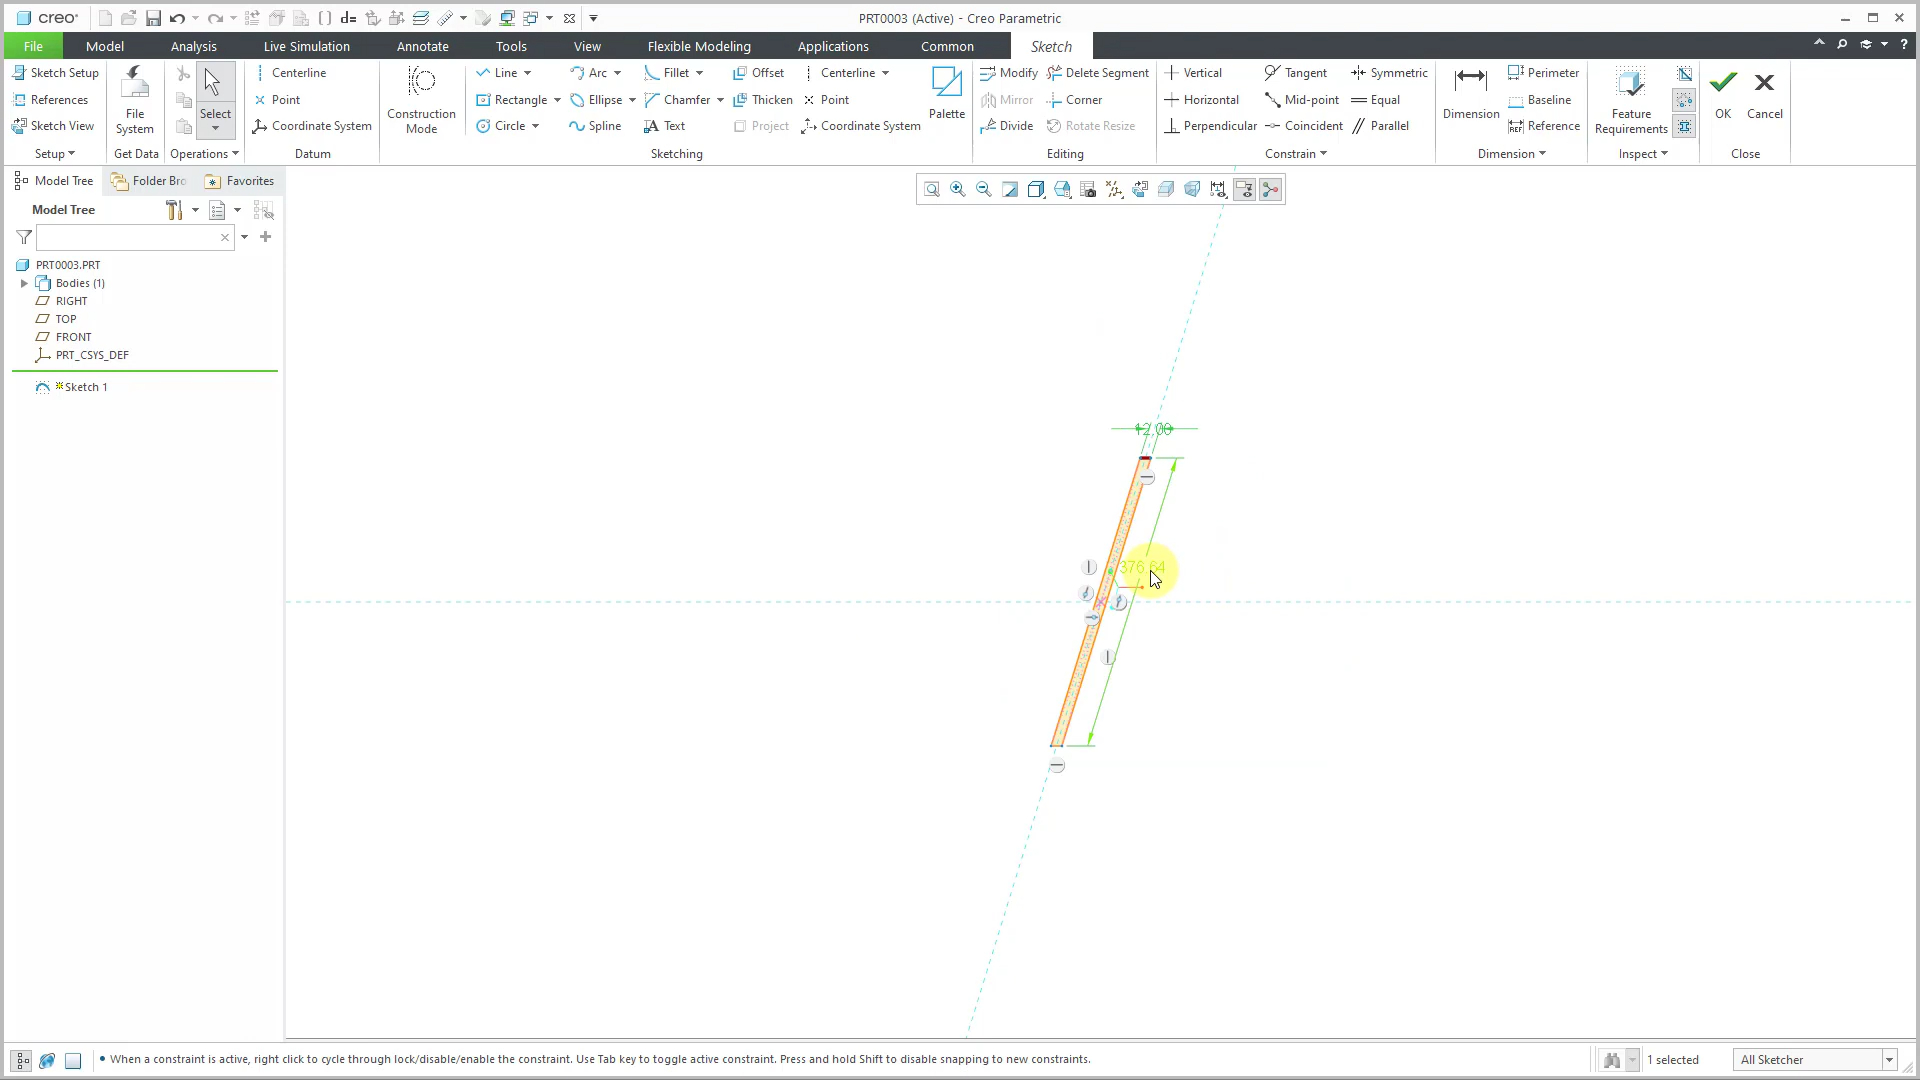 creo®
PRT0003 (Active) - Creo Parametric
File
Model
Analysis
Live Simulation
Annotate
Tools
View
Flexible Modeling
Applications
Common
Sketch
Sketch Setup
References
Sketch View
Setup
File System
Get Data
Select
Operations
Centerline
Point
Coordinate System
Datum
Construction Mode
Line
Arc
Fillet
Offset
Centerline
Rectangle
Ellipse
Chamfer
Thicken
Point
Circle
Spline
Text
Project
Coordinate System
Palette
Sketching
Modify
Delete Segment
Mirror
Corner
Divide
Rotate Resize
Editing
Vertical
Tangent
Symmetric
Horizontal
Mid-point
Equal
Perpendicular
Coincident
Parallel
Constrain
Dimension
Perimeter
Baseline
Reference
Dimension
Feature Requirements
Inspect
OK
Cancel
Close
Model Tree
Folder Bro
Favorites
Model Tree
PRT0003.PRT
Bodies (1)
RIGHT
TOP
FRONT
PRT_CSYS_DEF
Sketch 1
12.00
376.64
• When a constraint is active, right click to cycle through lock/disable/enable the constraint. Use Tab key to toggle active constraint. Press and hold Shift to disable snapping to new constraints.
1 selected
All Sketcher